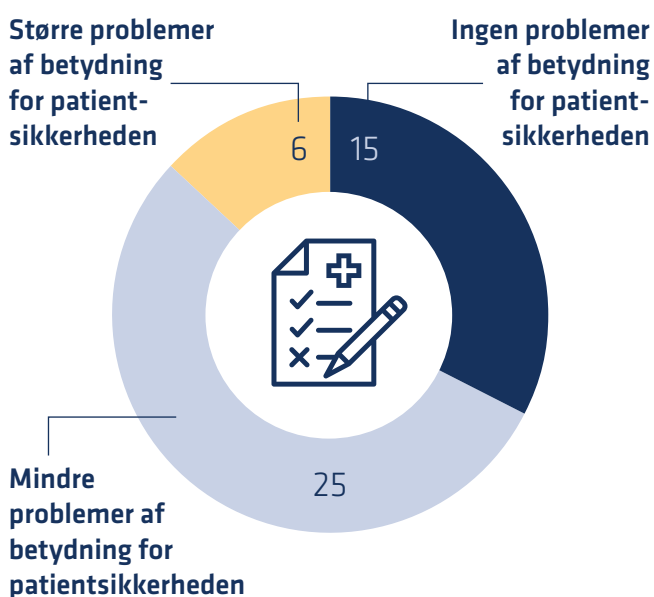 Større problemer
af betydning
for patient-
sikkerheden
Ingen problemer
af betydning
for patient-
sikkerheden
6
15
25
Mindre
problemer af
betydning for
patientsikkerheden